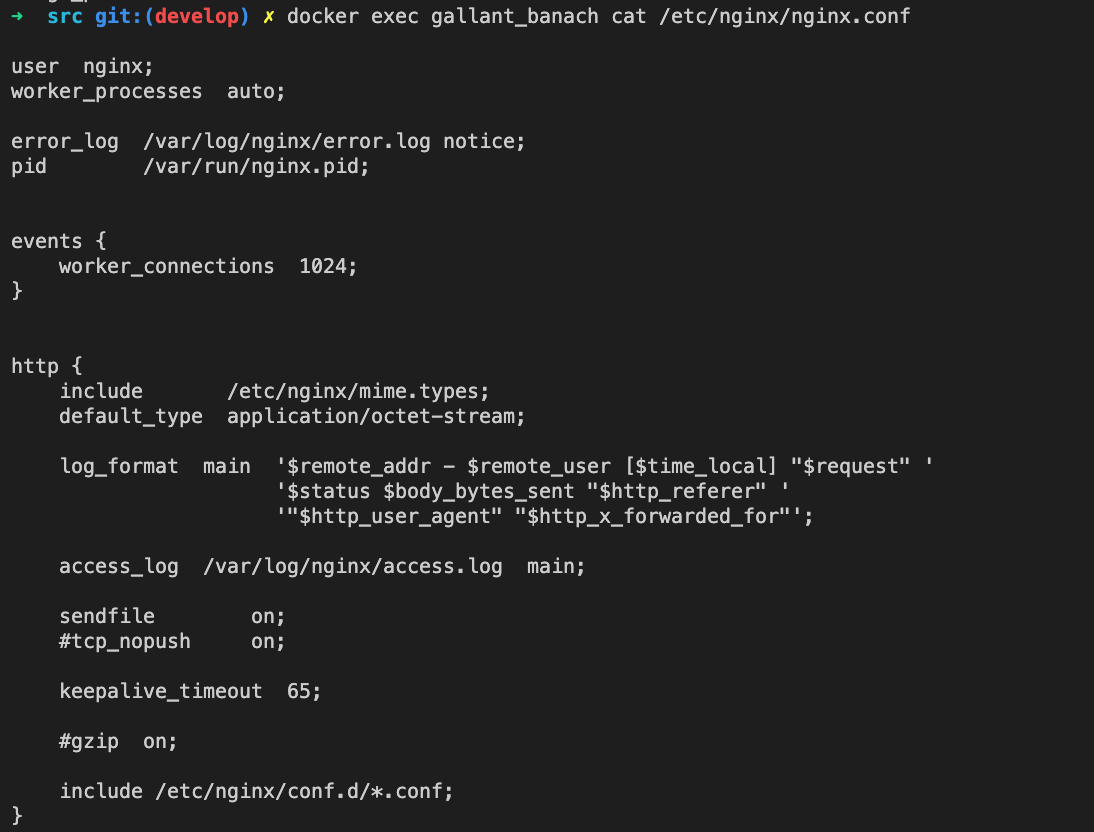 ➜  src git:(develop) ✗ docker exec gallant_banach cat /etc/nginx/nginx.conf

user  nginx;
worker_processes  auto;

error_log  /var/log/nginx/error.log notice;
pid        /var/run/nginx.pid;


events {
    worker_connections  1024;
}


http {
    include       /etc/nginx/mime.types;
    default_type  application/octet-stream;

    log_format  main  '$remote_addr - $remote_user [$time_local] "$request" '
                      '$status $body_bytes_sent "$http_referer" '
                      '"$http_user_agent" "$http_x_forwarded_for"';

    access_log  /var/log/nginx/access.log  main;

    sendfile        on;
    #tcp_nopush     on;

    keepalive_timeout  65;

    #gzip  on;

    include /etc/nginx/conf.d/*.conf;
}